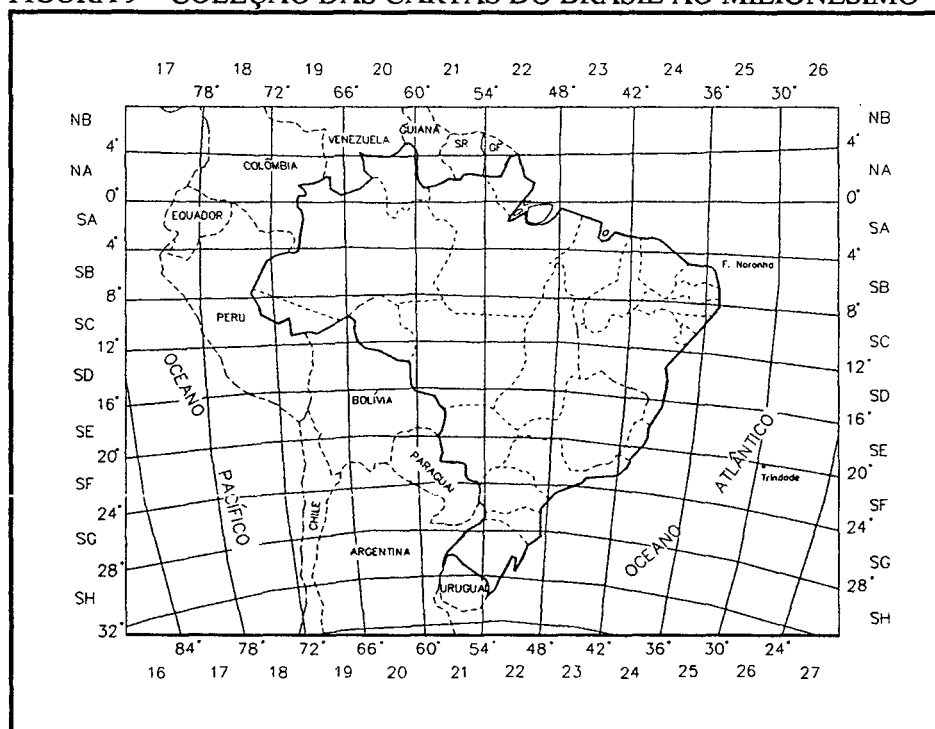 FIGURA 9 - COLEÇÃO DAS CARTAS DO BRASIL AO MILIONÉSIMO
17 18 19 20 21 22 23 24 25 26
78° 72° 66° 60° 54° 48° 42° 36° 30°
NB NB
VENEZUELA GUIANA
SR GF
4° 4°
COLÔMBIA
NA NA
0° 0°
EQUADOR
SA SA
4° 4°
F. Noronha
SB SB
8° 8°
PERU
SC SC
12° 12°
OCEANO
SD SD
BOLÍVIA
16° 16°
SE SE
ATLÂNTICO
20° 20°
PARAGUAI
Trindade
SF SF
PACÍFICO
CHILE
24° 24°
SG SG
OCEANO
ARGENTINA
28° 28°
URUGUAI
SH SH
32°
84° 78° 72° 66° 60° 54° 48° 42° 36° 30° 24°
16 17 18 19 20 21 22 23 24 25 26 27